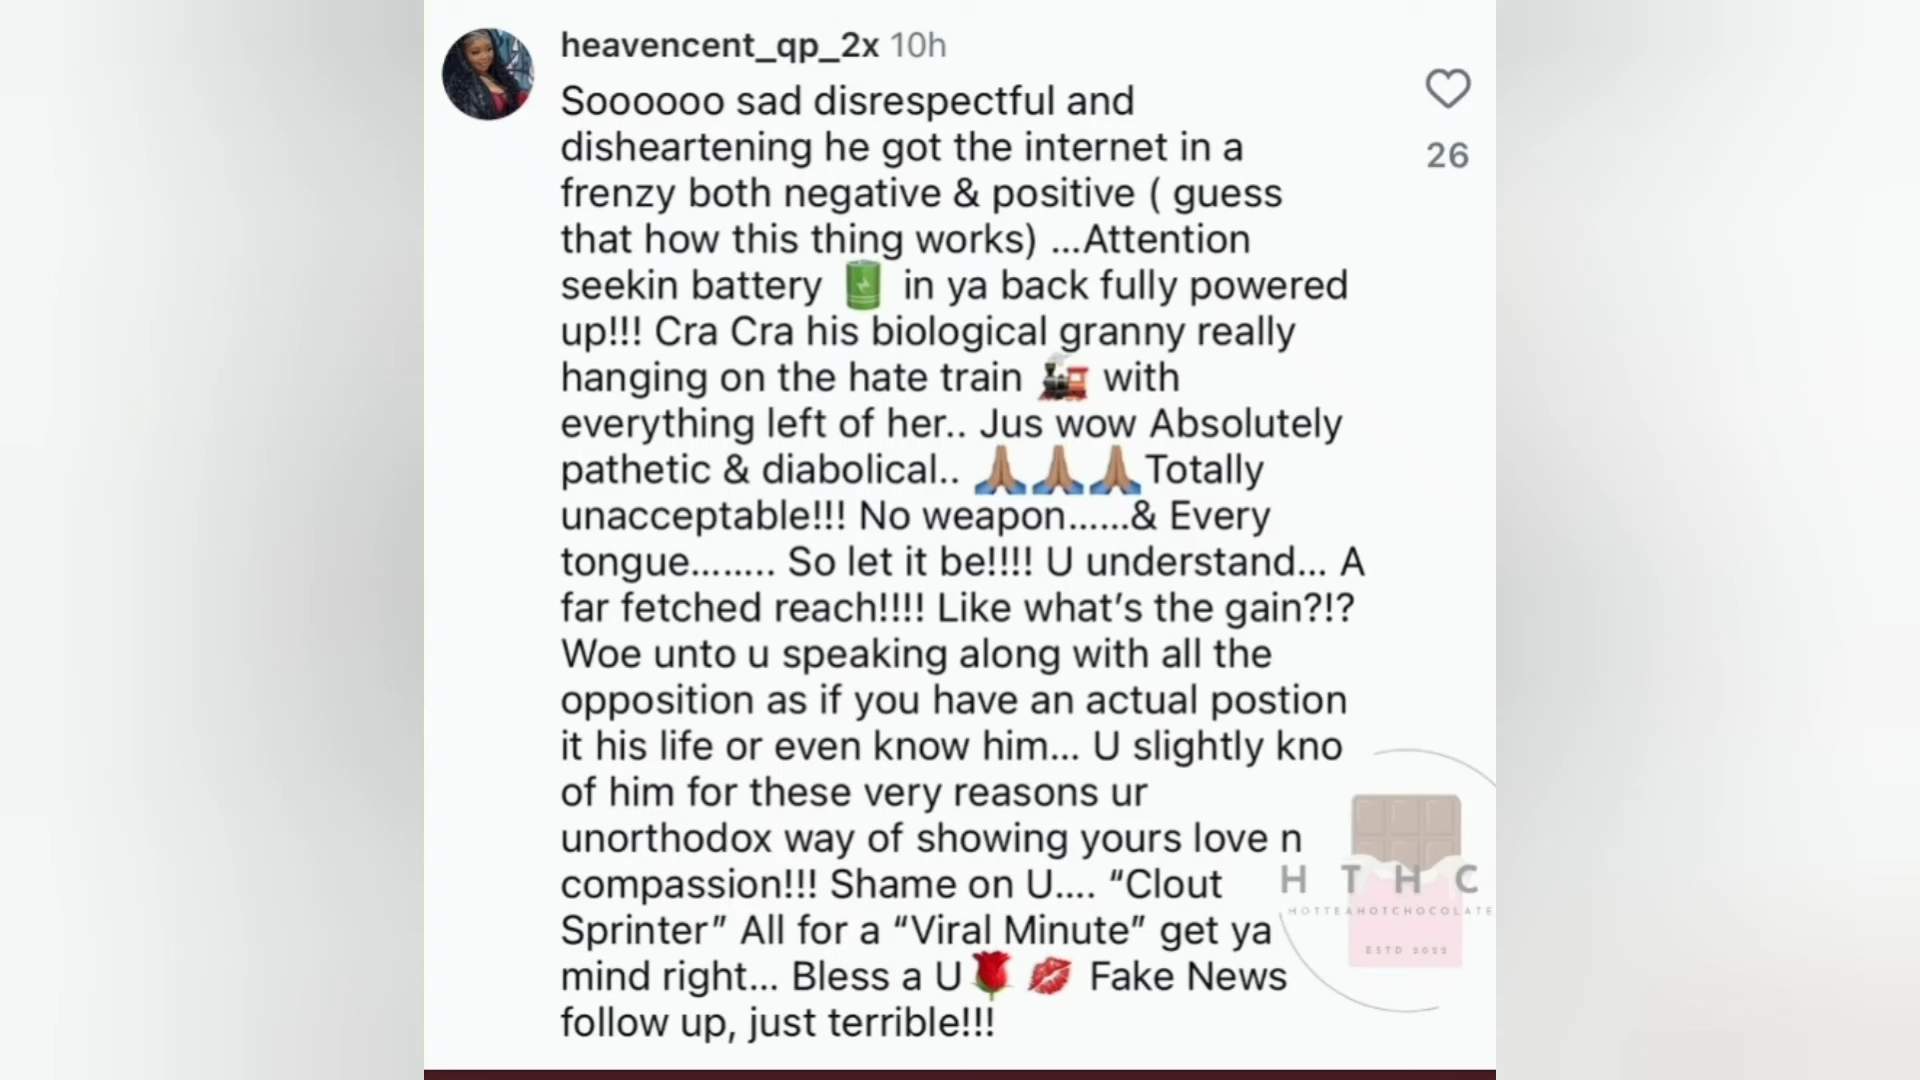 heavencent_qp_2x 10h
Soooooo sad disrespectful and
disheartening he got the internet in a
frenzy both negative & positive ( guess
that how this thing works) ...Attention
seekin battery 🔋 in ya back fully powered
up!!! Cra Cra his biological granny really
hanging on the hate train 🚂 with
everything left of her.. Jus wow Absolutely
pathetic & diabolical.. 🙏🏽🙏🏽🙏🏽Totally
unacceptable!!! No weapon......& Every
tongue........ So let it be!!!! U understand... A
far fetched reach!!!! Like what's the gain?!?
Woe unto u speaking along with all the
opposition as if you have an actual postion
it his life or even know him... U slightly kno
of him for these very reasons ur
unorthodox way of showing yours love n
compassion!!! Shame on U.... “Clout
Sprinter” All for a “Viral Minute” get ya
mind right... Bless a U🌹💋 Fake News
follow up, just terrible!!!
26
H T H C
HOTTEAHOTCHOCOLATE
ESTD 2022